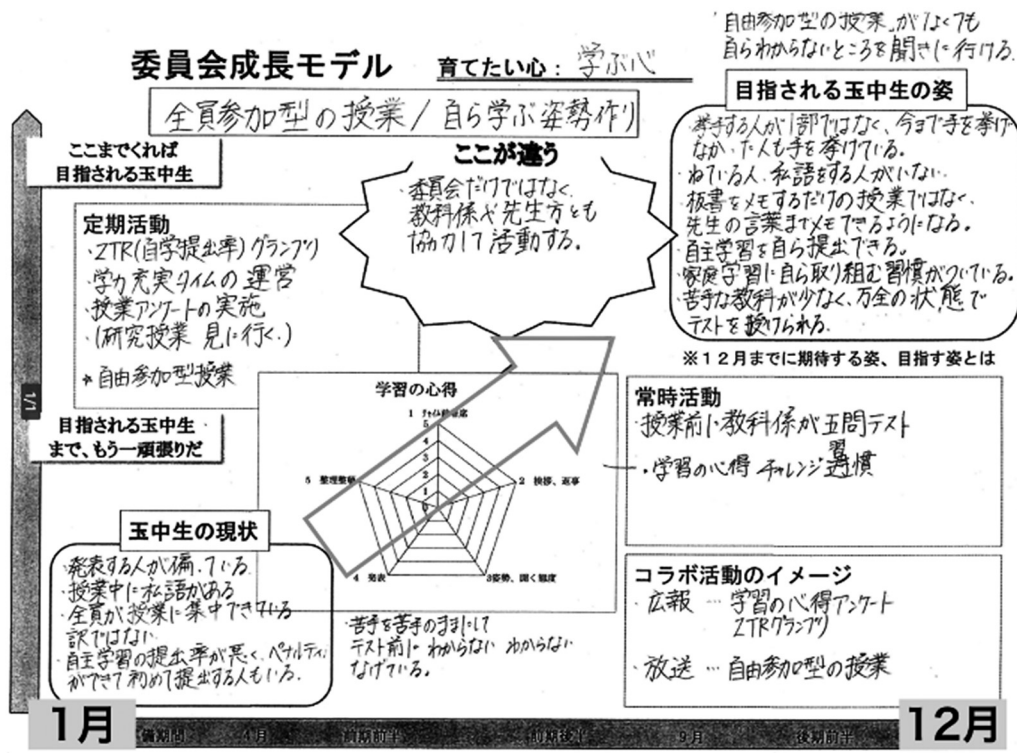 「自由参加型の授業」がなくても
自らわからないところを聞きに行ける。
委員会成長モデル
育てたい心：学ぶ心
全員参加型の授業/自ら学ぶ姿勢作り
ここまでくれば
目指される玉中生
定期活動
・ZTR(自学提出率)グランプリ
・学力充実タイムの運営
・授業アンケートの実施
・(研究授業 見に行く。)
* 自由参加型授業
ここが違う
・委員会だけではなく、
教科係や先生方とも
協力して活動する。
目指される玉中生の姿
・挙手する人が1部ではなく、今まで手を挙げ
なかった人も手を挙げている。
・ねている人、私語をする人がいない
・板書をメモするだけの授業ではなく、
先生の言葉までメモできるようになる。
・自主学習を自ら提出できる。
・家庭学習に自ら取り組む習慣がついている。
・苦手な教科が少なく、万全の状態で
テストを受けられる。
※12月までに期待する姿、目指す姿とは
1/1
目指される玉中生
まで、もう一頑張りだ
学習の心得
1 チャイム前着席
5
4
3
2
1
0
2 挨拶、返事
3姿勢、聞く態度
4 発表
5 整理整頓
常時活動
・授業前に教科係が五問テスト
・学習の心得 チャレンジ習慣
玉中生の現状
・発表する人が偏っている
・授業中に私語がある
・全員が授業に集中できている
訳ではない
・自主学習の提出率が悪く、ペナルティ
ができて初めて提出する人もいる。
・苦手を苦手のままにして
テスト前に わからない わからない
なげている。
コラボ活動のイメージ
・広報 … 学習の心得アンケート
ZTRグランプリ
・放送 … 自由参加型の授業
1月
備期間
4月
前期前半
前期後半
9月
後期前半
12月